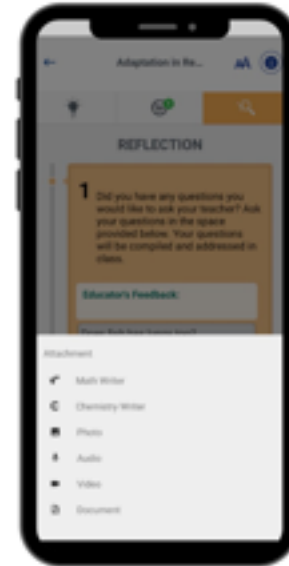 Adaptation in Re...
AA
REFLECTION
1
Did you have any questions you
would like to ask your teacher? Ask
your questions in the space
provided below. Your questions
will be compiled and addressed in
class.
Educator's Feedback:
Attachment
Math Writer
Chemistry Writer
Photo
Audio
Video
Document